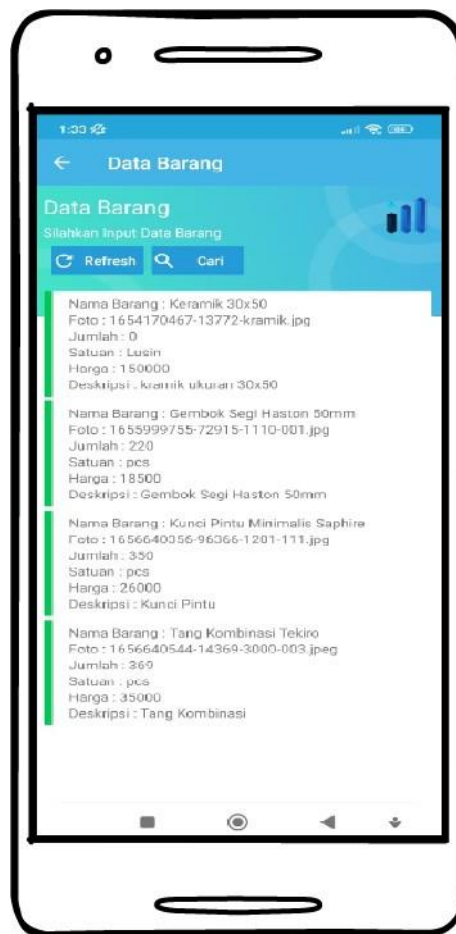 1:33
Data Barang
Data Barang
Silahkan Input Data Barang
Refresh Cari
Nama Barang : Keramik 30x50
Foto : 1654170467-13772-kramik.jpg
Jumlah : 0
Satuan : Lusin
Harga : 150000
Deskripsi : kramik ukuran 30x50
Nama Barang : Gembok Segi Haston 50mm
Foto : 1655999755-72915-1110-001.jpg
Jumlah : 220
Satuan : pcs
Harga : 18500
Deskripsi : Gembok Segi Haston 50mm
Nama Barang : Kunci Pintu Minimalis Saphire
Foto : 1656640356-96366-1201-111.jpg
Jumlah : 350
Satuan : pcs
Harga : 26000
Deskripsi : Kunci Pintu
Nama Barang : Tang Kombinasi Tekiro
Foto : 1656640544-14369-3000-003.jpeg
Jumlah : 369
Satuan : pcs
Harga : 35000
Deskripsi : Tang Kombinasi